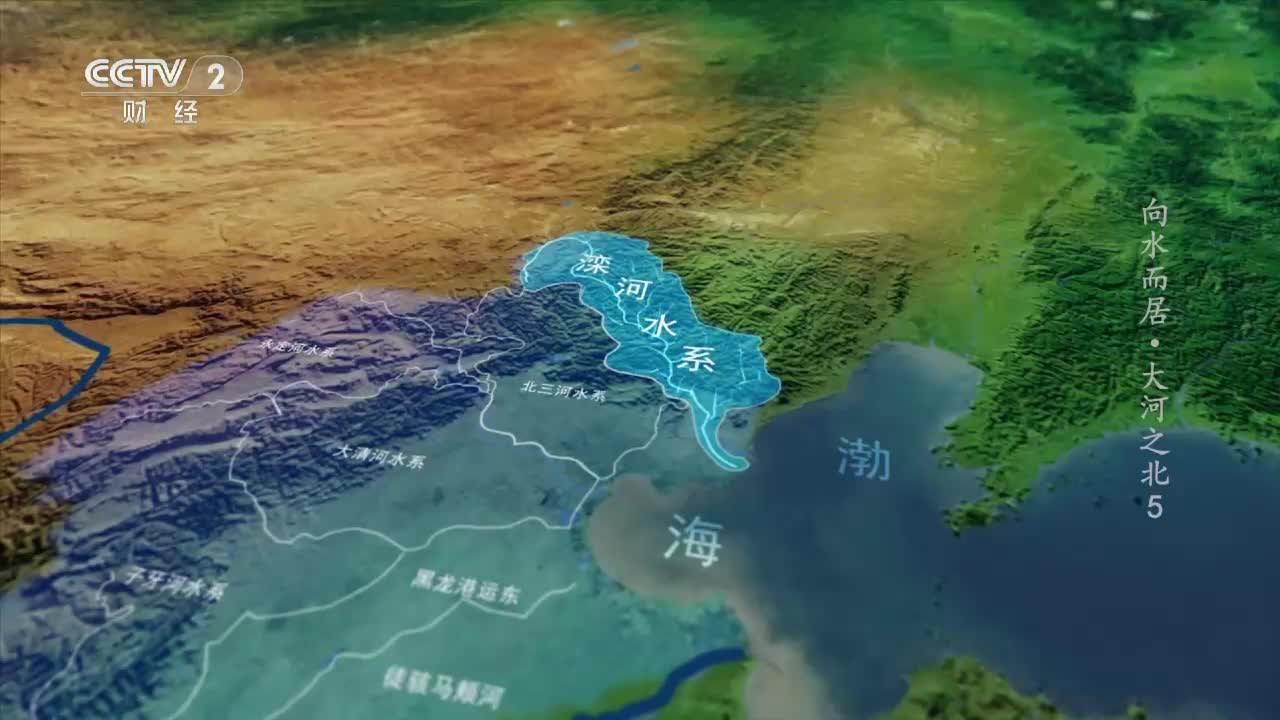 CCTV 2
财 经
向水而居·大河之北5
滦河水系
永定河水系
北三河水系
大清河水系
渤海
子牙河水系
黑龙港运东
徒骇马颊河